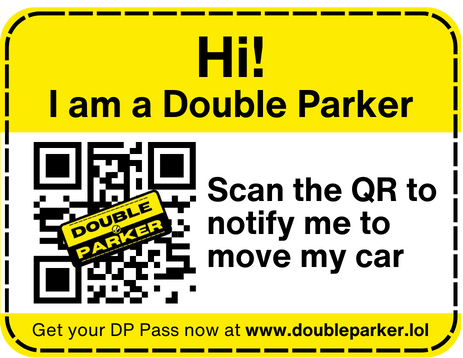 Hi!
I am a Double Parker
DOUBLE
PARKER
Scan the QR to
notify me to
move my car
Get your DP Pass now at www.doubleparker.lol